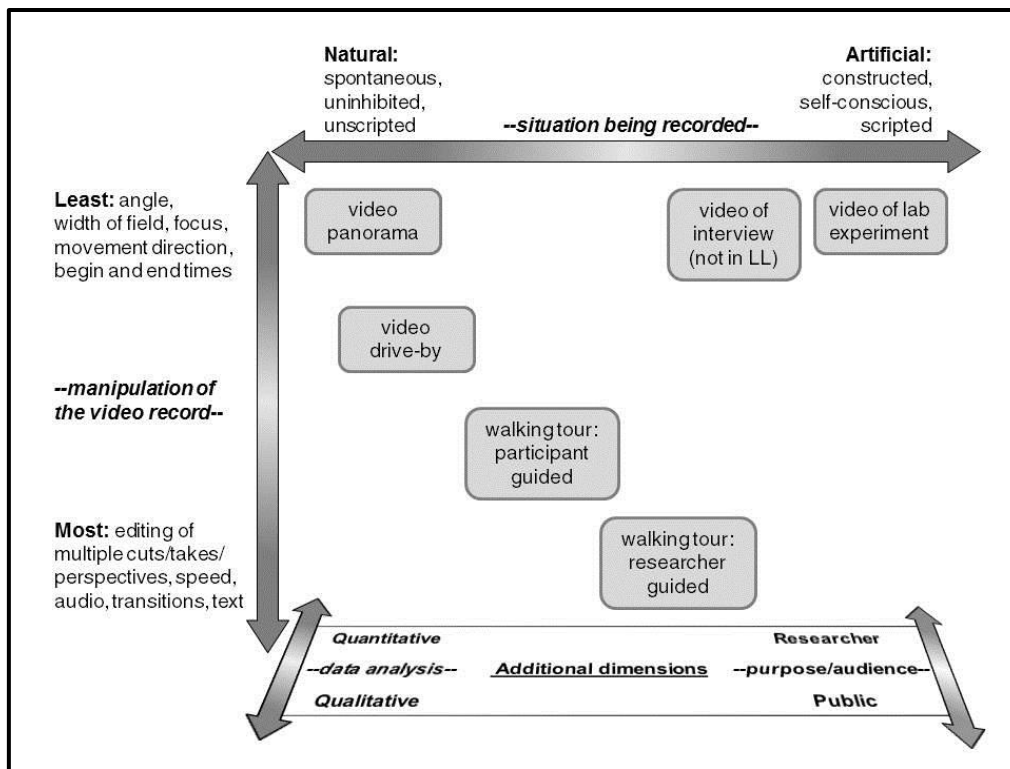 Natural:
spontaneous,
uninhibited,
unscripted
Artificial:
constructed,
self-conscious,
scripted
--situation being recorded--
Least: angle,
width of field, focus,
movement direction,
begin and end times
video
panorama
video of
interview
(not in LL)
video of lab
experiment
video
drive-by
--manipulation of
the video record--
walking tour:
participant
guided
Most: editing of
multiple cuts/takes/
perspectives, speed,
audio, transitions, text
walking tour:
researcher
guided
Quantitative
--data analysis--
Qualitative
Additional dimensions
Researcher
--purpose/audience--
Public